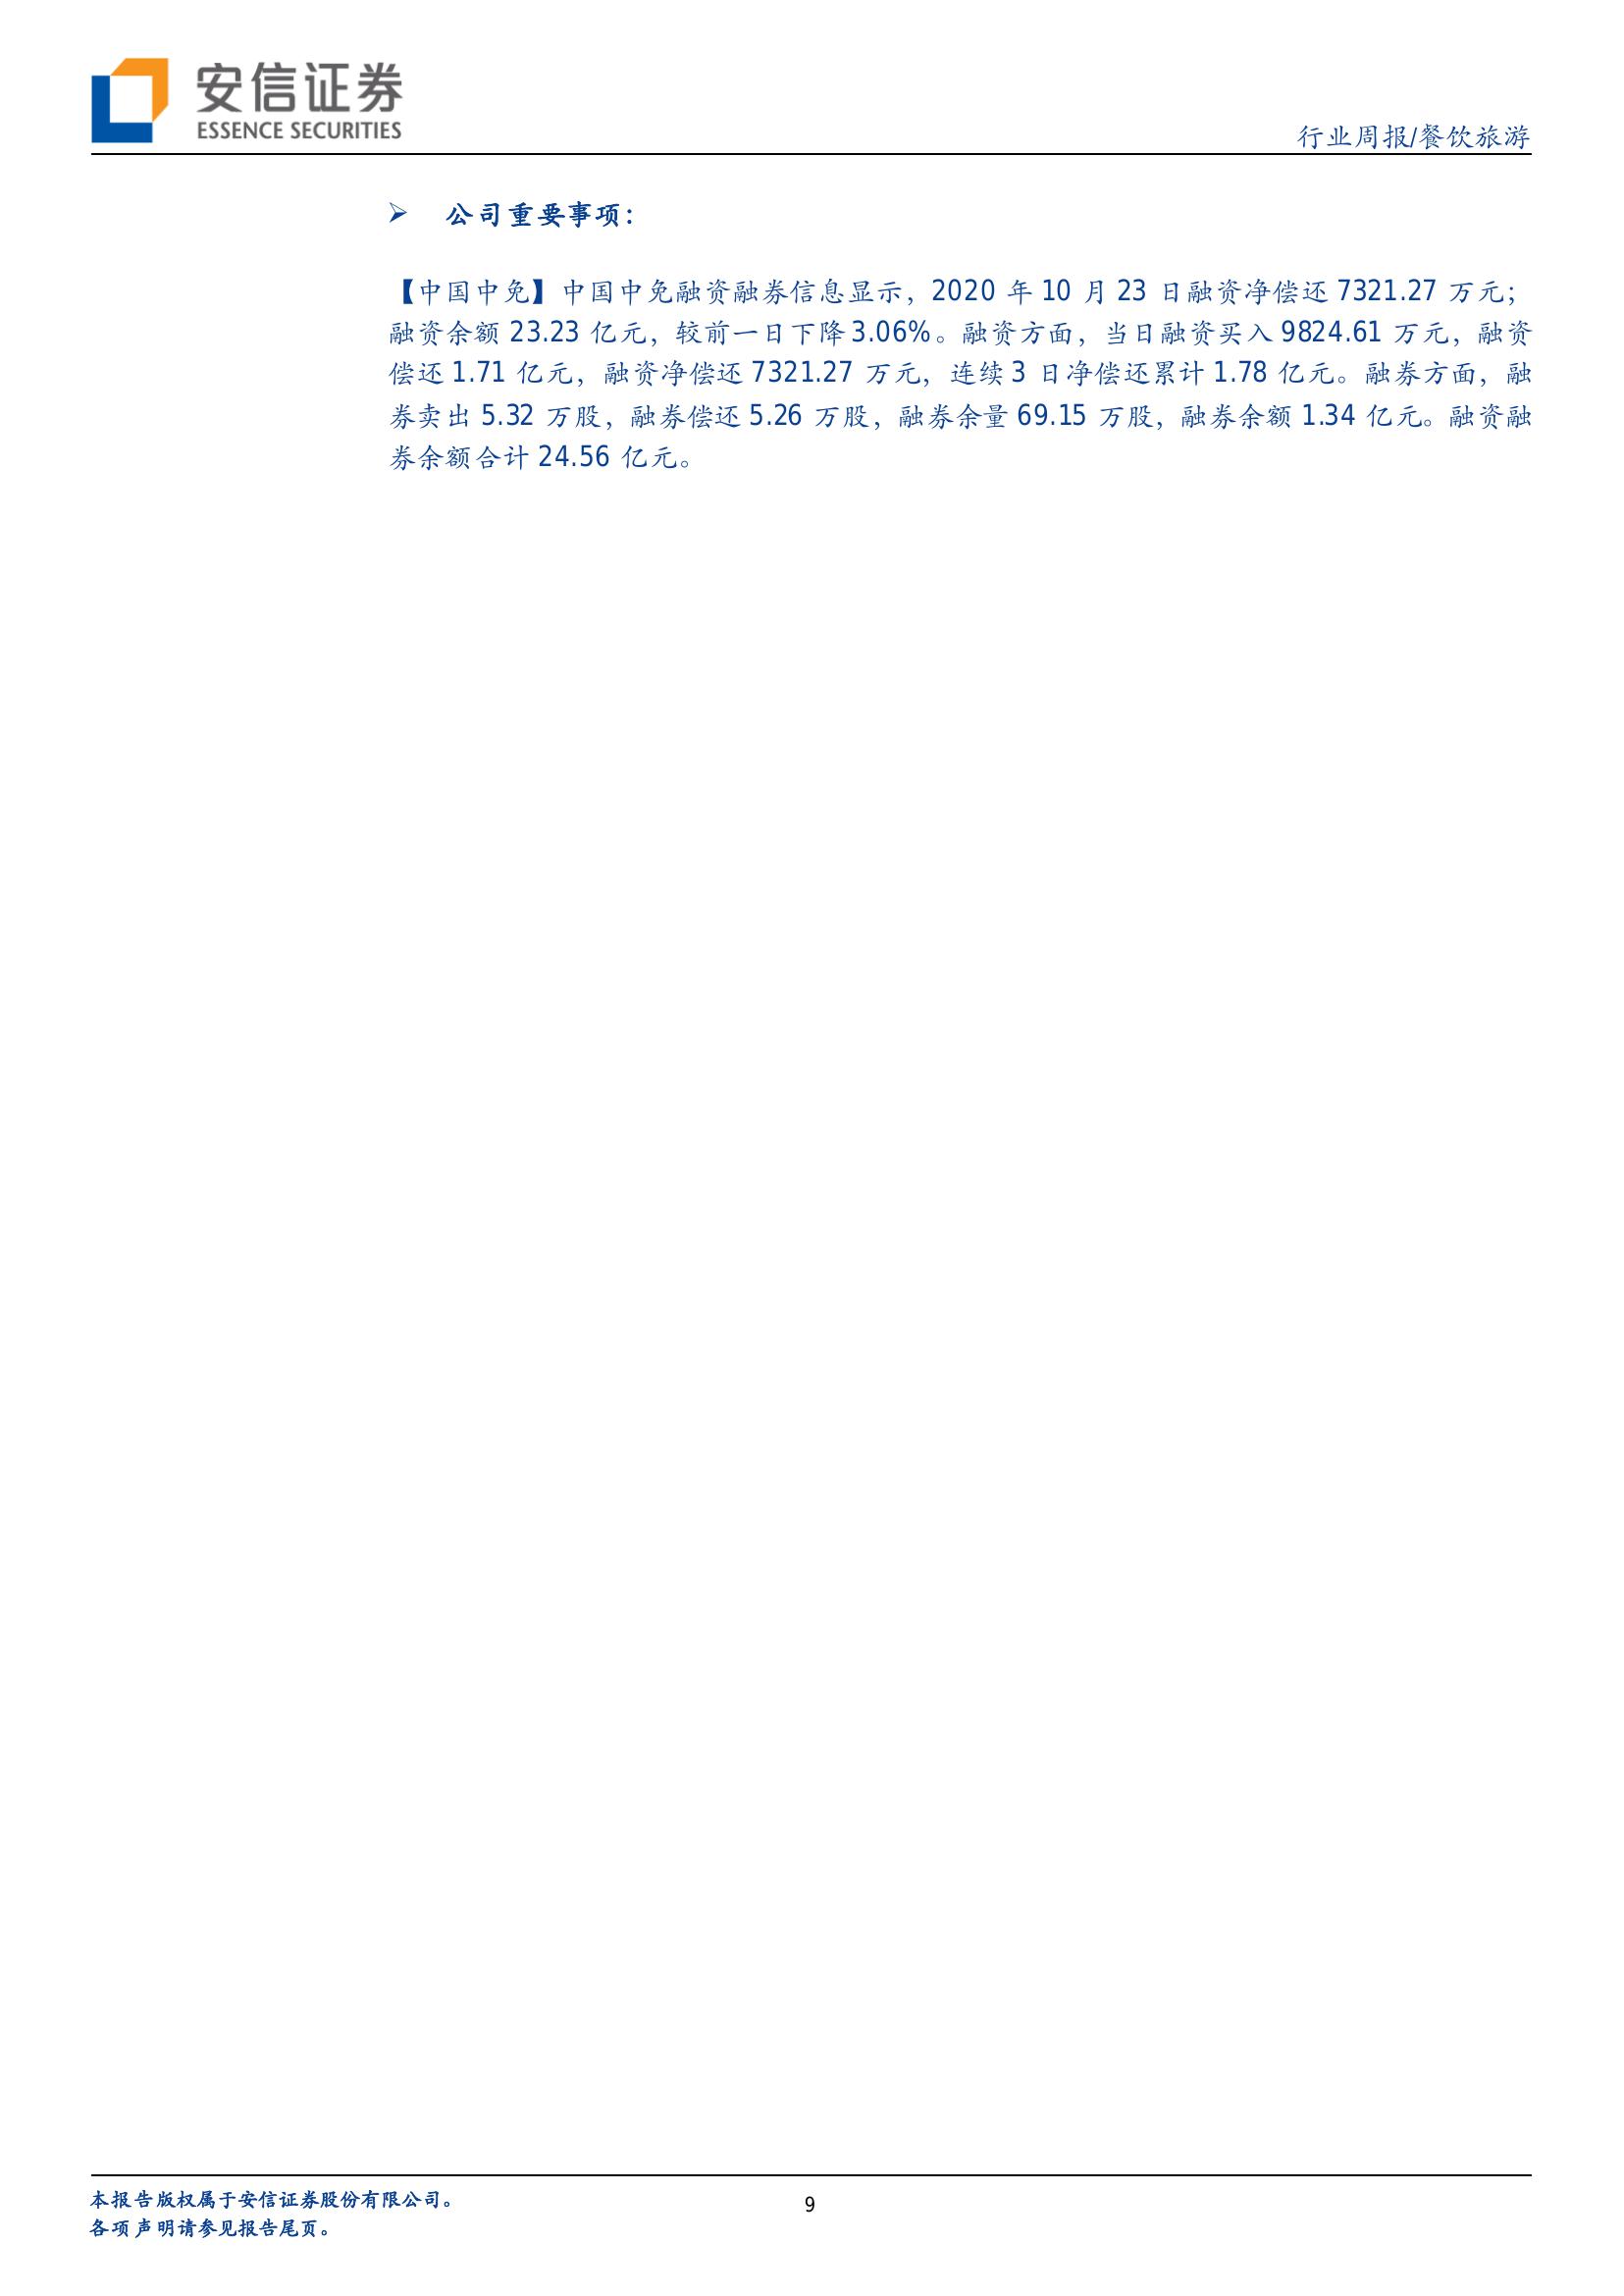 安信证券
ESSENCE SECURITIES
行业周报/餐饮旅游
公司重要事项：
【中国中免】中国中免融资融券信息显示，2020 年 10 月 23 日融资净偿还 7321.27 万元；
融资余额 23.23 亿元，较前一日下降 3.06%。融资方面，当日融资买入 9824.61 万元，融资
偿还 1.71 亿元，融资净偿还 7321.27 万元，连续 3 日净偿还累计 1.78 亿元。融券方面，融
券卖出 5.32 万股，融券偿还 5.26 万股，融券余量 69.15 万股，融券余额 1.34 亿元。融资融
券余额合计 24.56 亿元。
本报告版权属于安信证券股份有限公司。
各项声明请参见报告尾页。
9